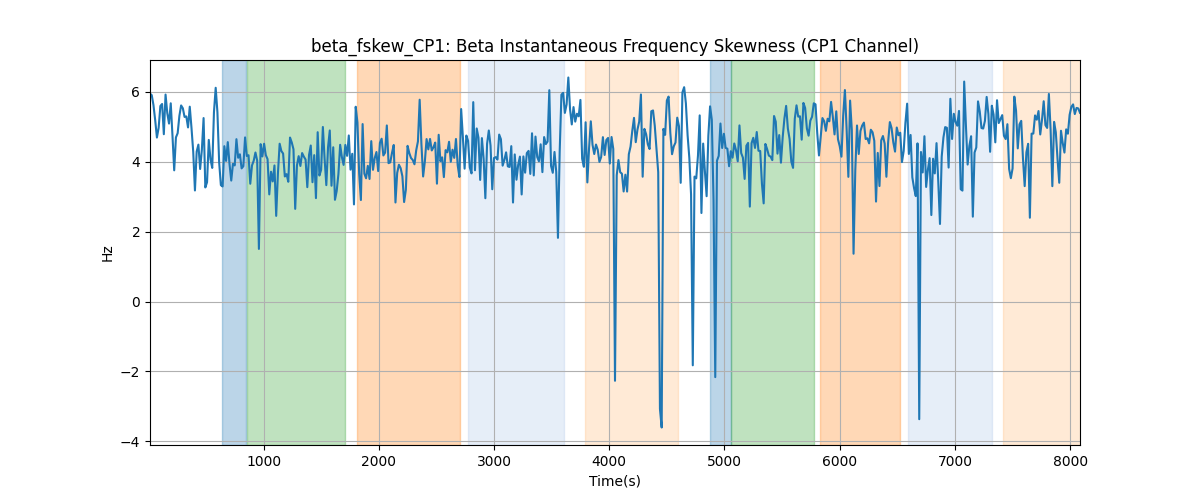 beta_fskew_CP1: Beta Instantaneous Frequency Skewness (CP1 Channel)
6
4
2
0
−2
−4
Hz
1000 2000 3000 4000 5000 6000 7000 8000
Time(s)